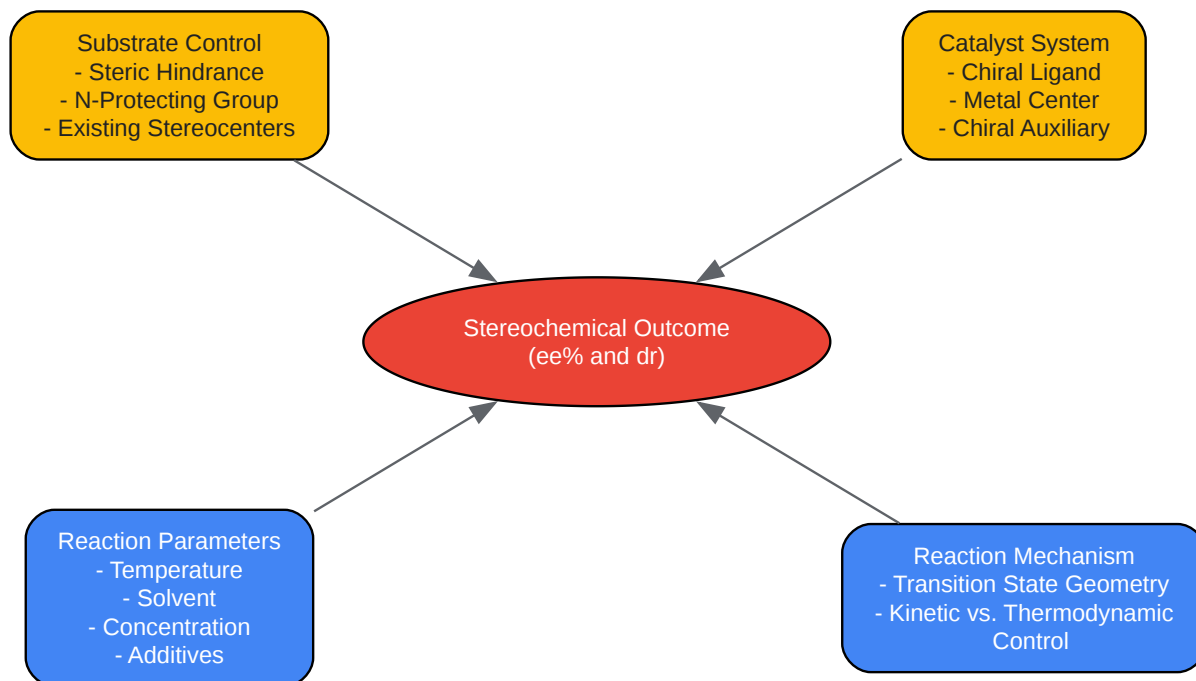 Substrate Control
- Steric Hindrance
- N-Protecting Group
- Existing Stereocenters
Catalyst System
- Chiral Ligand
- Metal Center
- Chiral Auxiliary
Stereochemical Outcome
(ee% and dr)
Reaction Parameters
- Temperature
- Solvent
- Concentration
- Additives
Reaction Mechanism
- Transition State Geometry
- Kinetic vs. Thermodynamic
Control